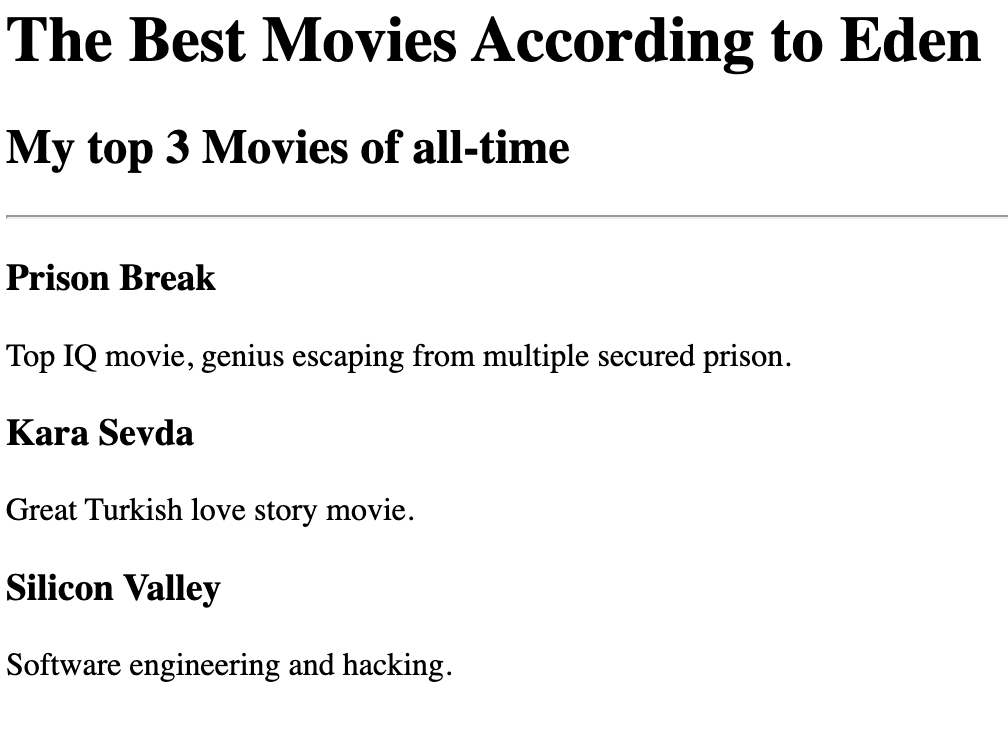 The Best Movies According to Eden
My top 3 Movies of all-time
Prison Break
Top IQ movie, genius escaping from multiple secured prison.
Kara Sevda
Great Turkish love story movie.
Silicon Valley
Software engineering and hacking.